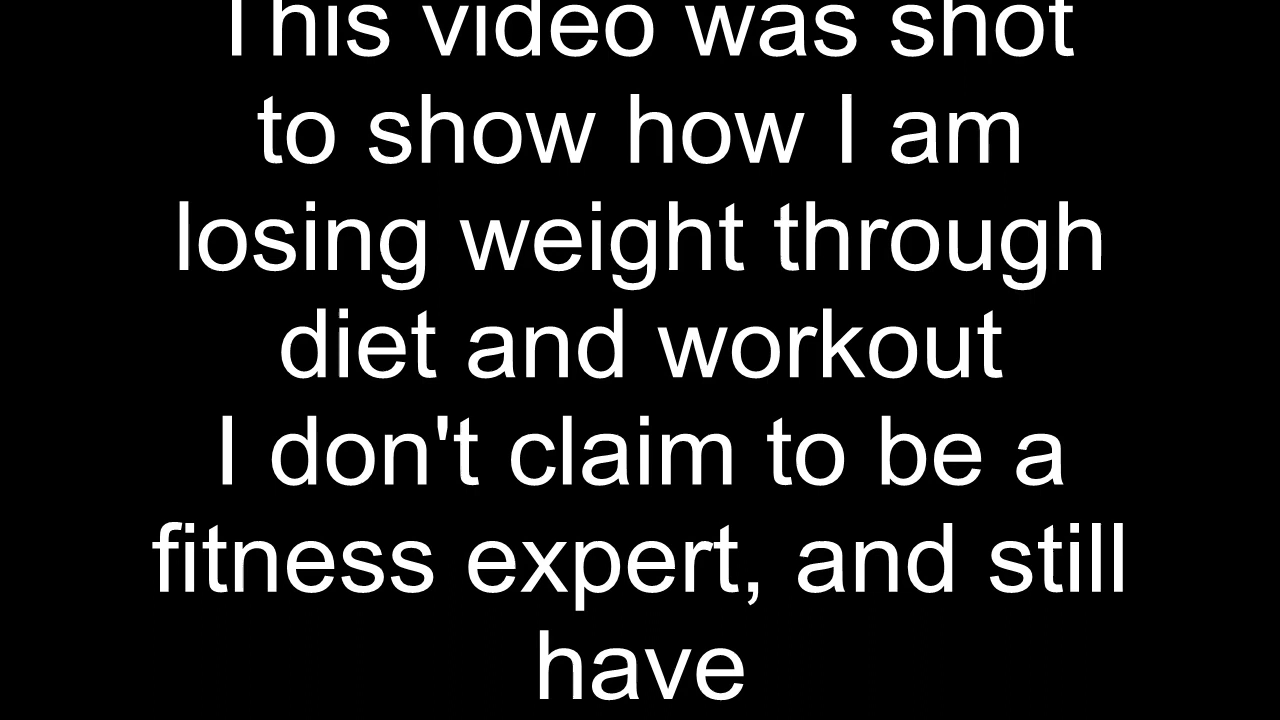 This video was shot
to show how I am
losing weight through
diet and workout
I don't claim to be a
fitness expert, and still
have